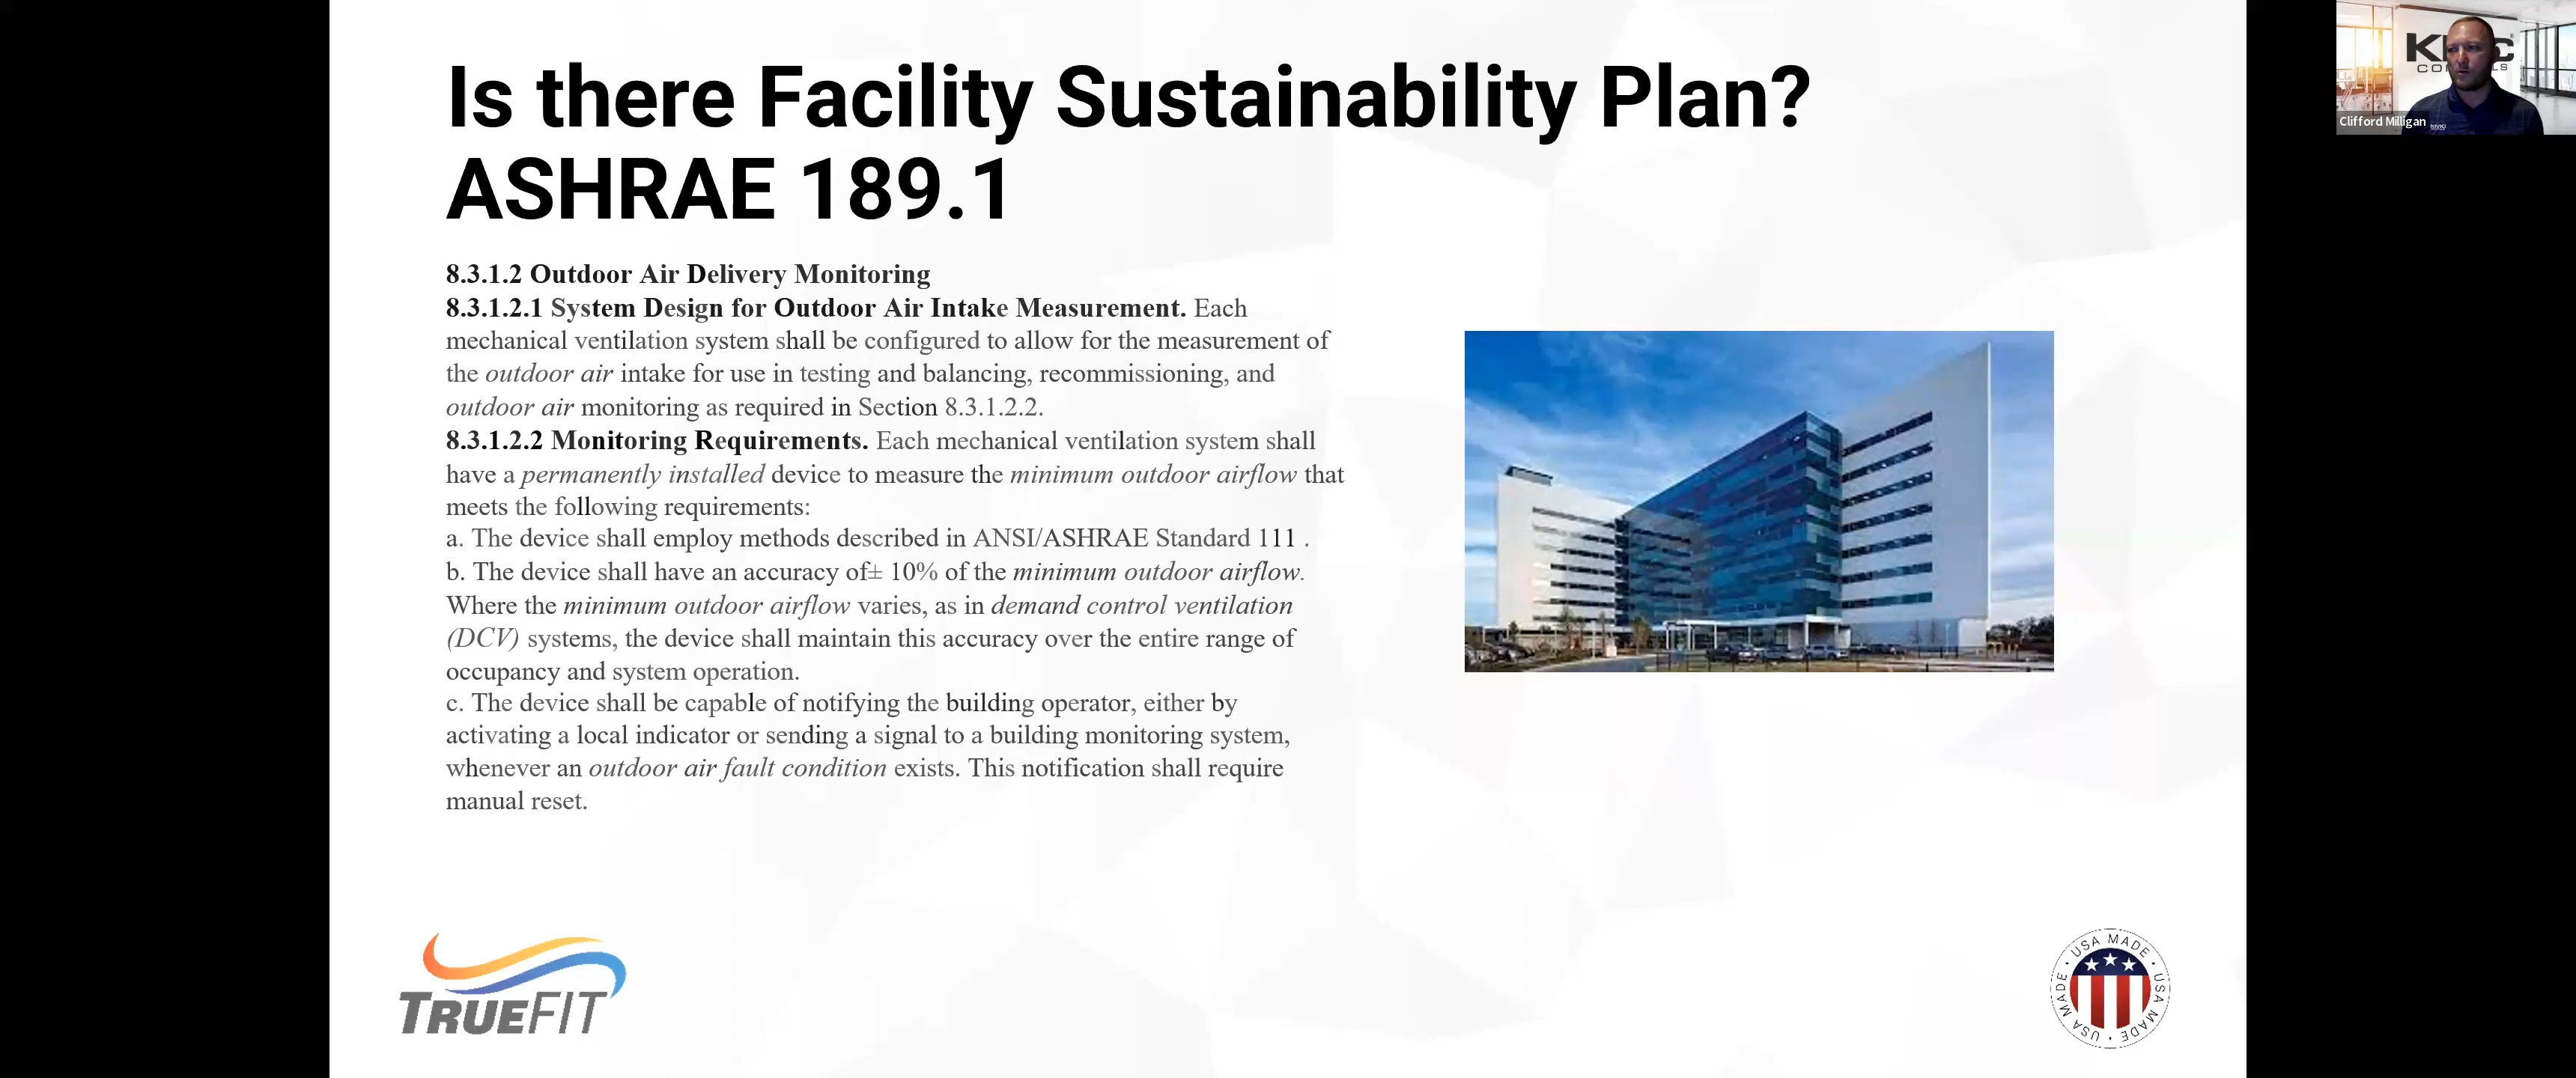 Is there Facility Sustainability Plan?
ASHRAE 189.1
8.3.1.2 Outdoor Air Delivery Monitoring
8.3.1.2.1 System Design for Outdoor Air Intake Measurement. Each
mechanical ventilation system shall be configured to allow for the measurement of
the outdoor air intake for use in testing and balancing, recommissioning, and
outdoor air monitoring as required in Section 8.3.1.2.2.
8.3.1.2.2 Monitoring Requirements. Each mechanical ventilation system shall
have a permanently installed device to measure the minimum outdoor airflow that
meets the following requirements:
a. The device shall employ methods described in ANSI/ASHRAE Standard 111 .
b. The device shall have an accuracy of± 10% of the minimum outdoor airflow.
Where the minimum outdoor airflow varies, as in demand control ventilation
(DCV) systems, the device shall maintain this accuracy over the entire range of
occupancy and system operation.
c. The device shall be capable of notifying the building operator, either by
activating a local indicator or sending a signal to a building monitoring system,
whenever an outdoor air fault condition exists. This notification shall require
manual reset.
TRUEFIT
USA MADE • USA MADE • USA MADE •
Clifford Milligan